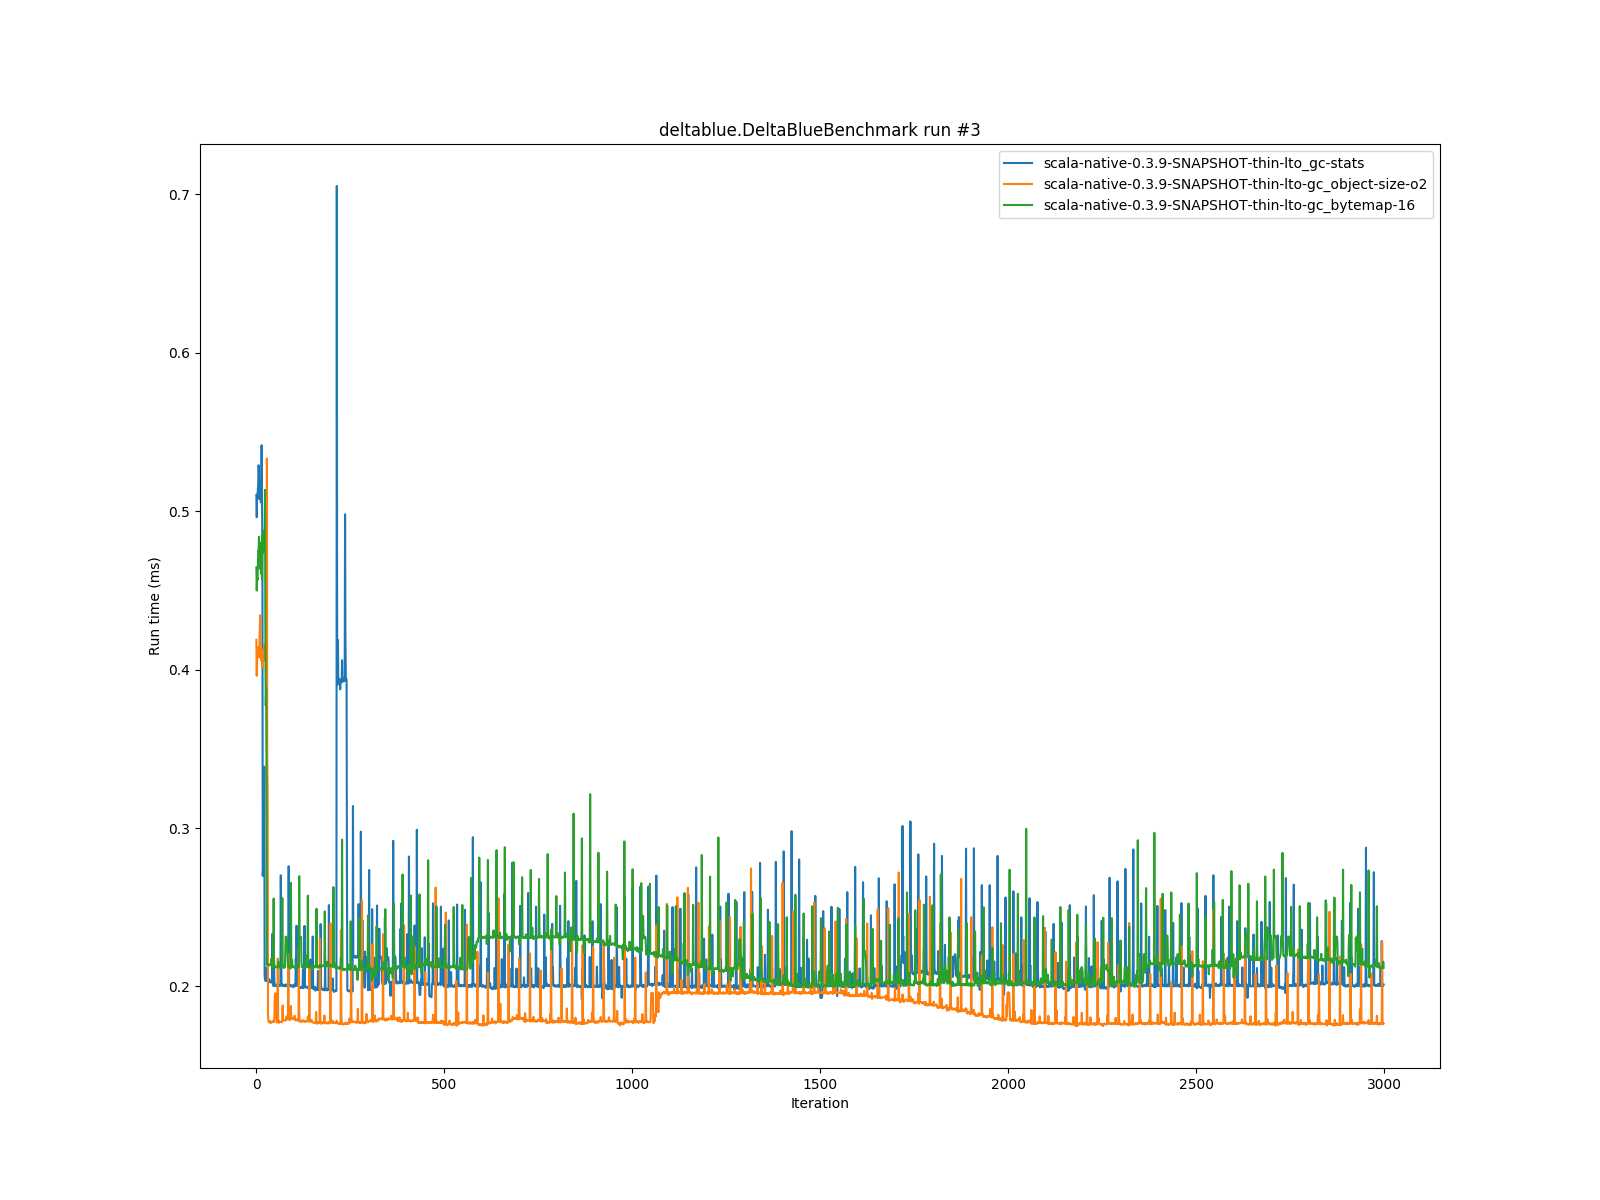 deltablue.DeltaBlueBenchmark run #3
scala-native-0.3.9-SNAPSHOT-thin-lto_gc-stats
scala-native-0.3.9-SNAPSHOT-thin-lto-gc_object-size-o2
scala-native-0.3.9-SNAPSHOT-thin-lto-gc_bytemap-16
Run time (ms)
0.7
0.6
0.5
0.4
0.3
0.2
0
500
1000
1500
2000
2500
3000
Iteration